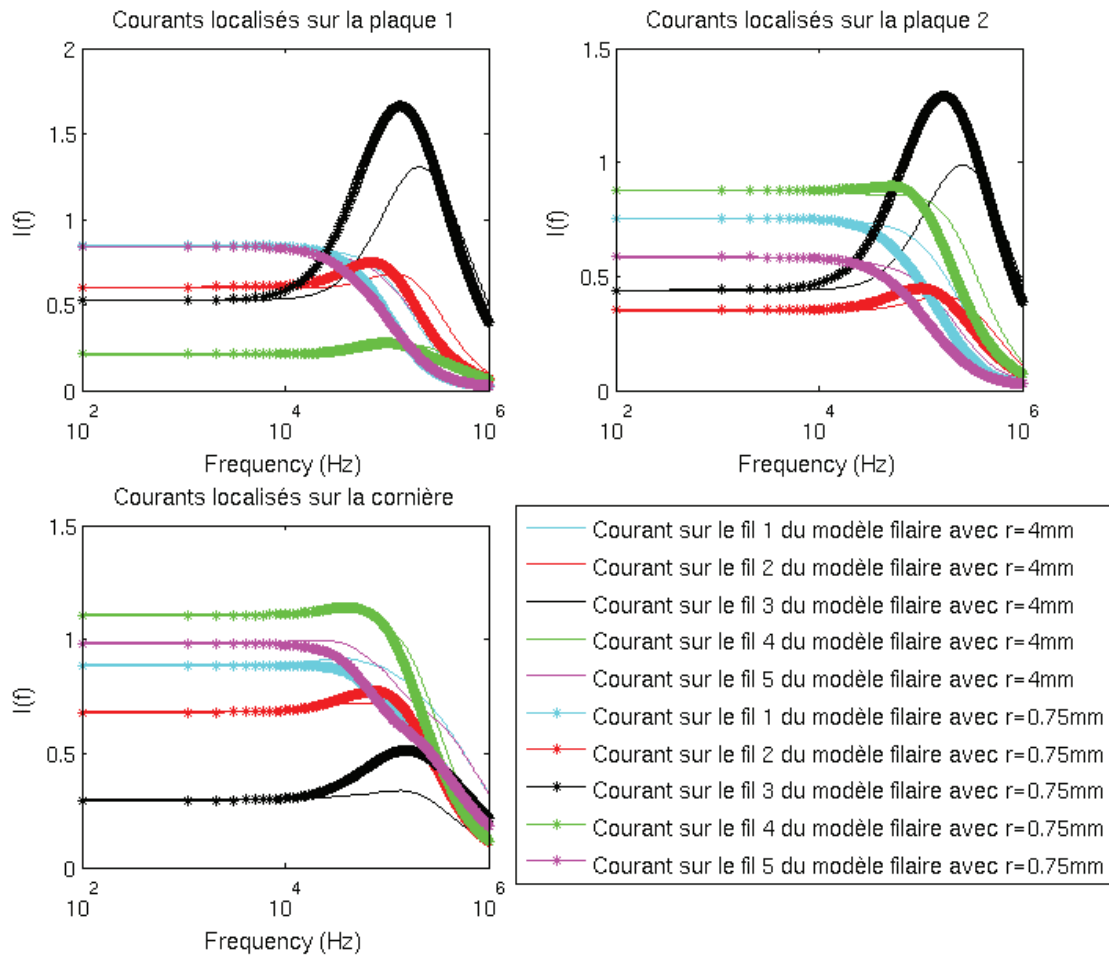 Courants localisés sur la plaque 1
2
1.5
1
0.5
0
I(f)
10^2
10^4
10^6
10^2
10^4
10^6
Frequency (Hz)
Courants localisés sur la plaque 2
1.5
1
0.5
0
I(f)
10^2
10^4
10^6
Frequency (Hz)
Courants localisés sur la cornière
1.5
1
0.5
0
I(f)
10^2
10^4
10^6
Frequency (Hz)
Courant sur le fil 1 du modèle filaire avec r=4mm
Courant sur le fil 2 du modèle filaire avec r=4mm
Courant sur le fil 3 du modèle filaire avec r=4mm
Courant sur le fil 4 du modèle filaire avec r=4mm
Courant sur le fil 5 du modèle filaire avec r=4mm
Courant sur le fil 1 du modèle filaire avec r=0.75mm
Courant sur le fil 2 du modèle filaire avec r=0.75mm
Courant sur le fil 3 du modèle filaire avec r=0.75mm
Courant sur le fil 4 du modèle filaire avec r=0.75mm
Courant sur le fil 5 du modèle filaire avec r=0.75mm